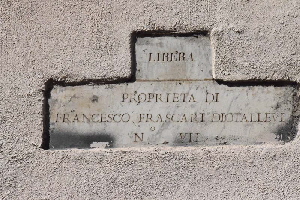 LIBERA
PROPRIETA DI
FRANCESCO FRASCARI DIOTALLEVI
N VII